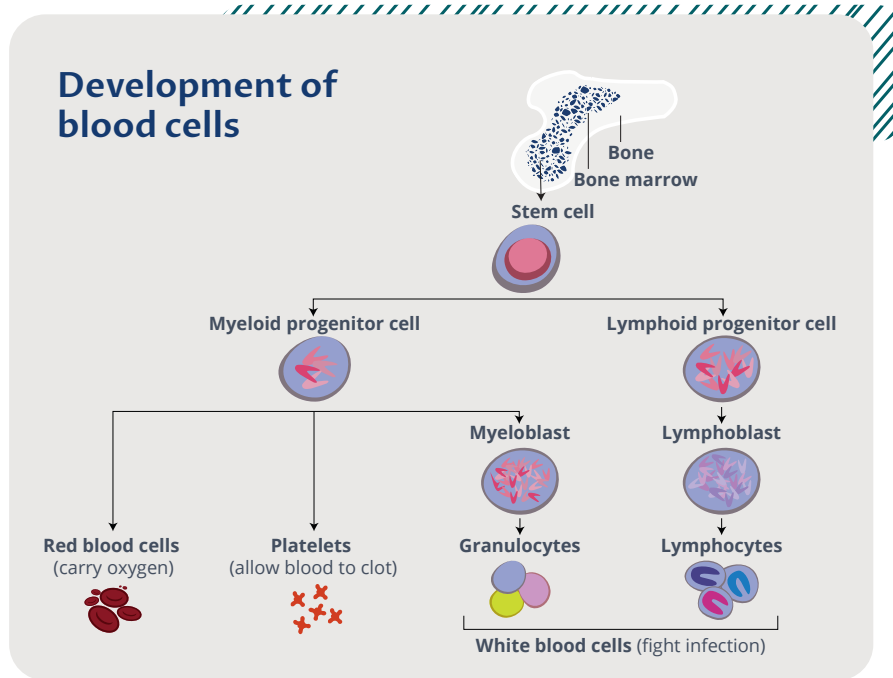 Development of
blood cells
Bone
Bone marrow
Stem cell
Myeloid progenitor cell
Lymphoid progenitor cell
Myeloblast
Lymphoblast
Red blood cells
(carry oxygen)
Platelets
(allow blood to clot)
Granulocytes
Lymphocytes
White blood cells (fight infection)